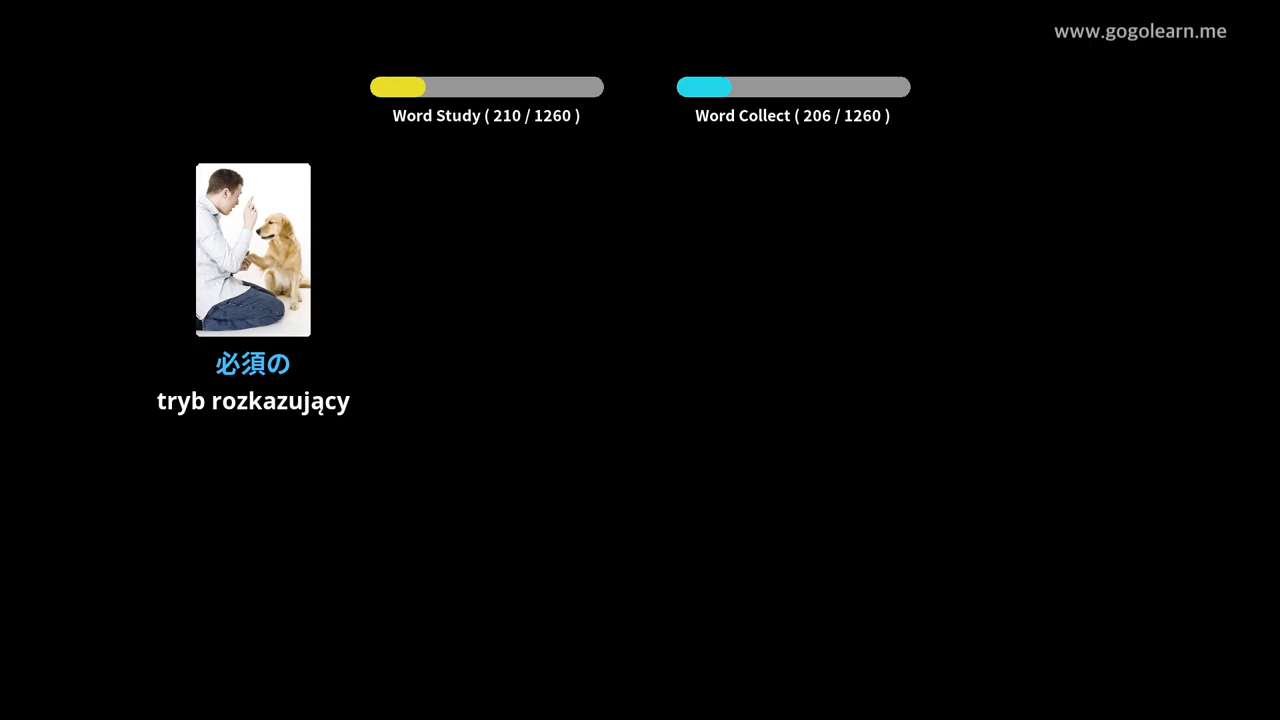 www.gogolearn.me
Word Study ( 210 / 1260 )
Word Collect ( 206 / 1260 )
必須の
tryb rozkazujący